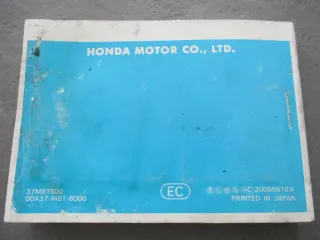 HONDA MOTOR CO., LTD.
37MBT600
00X37-MBT-6000
EC
PRINTED IN JAPAN